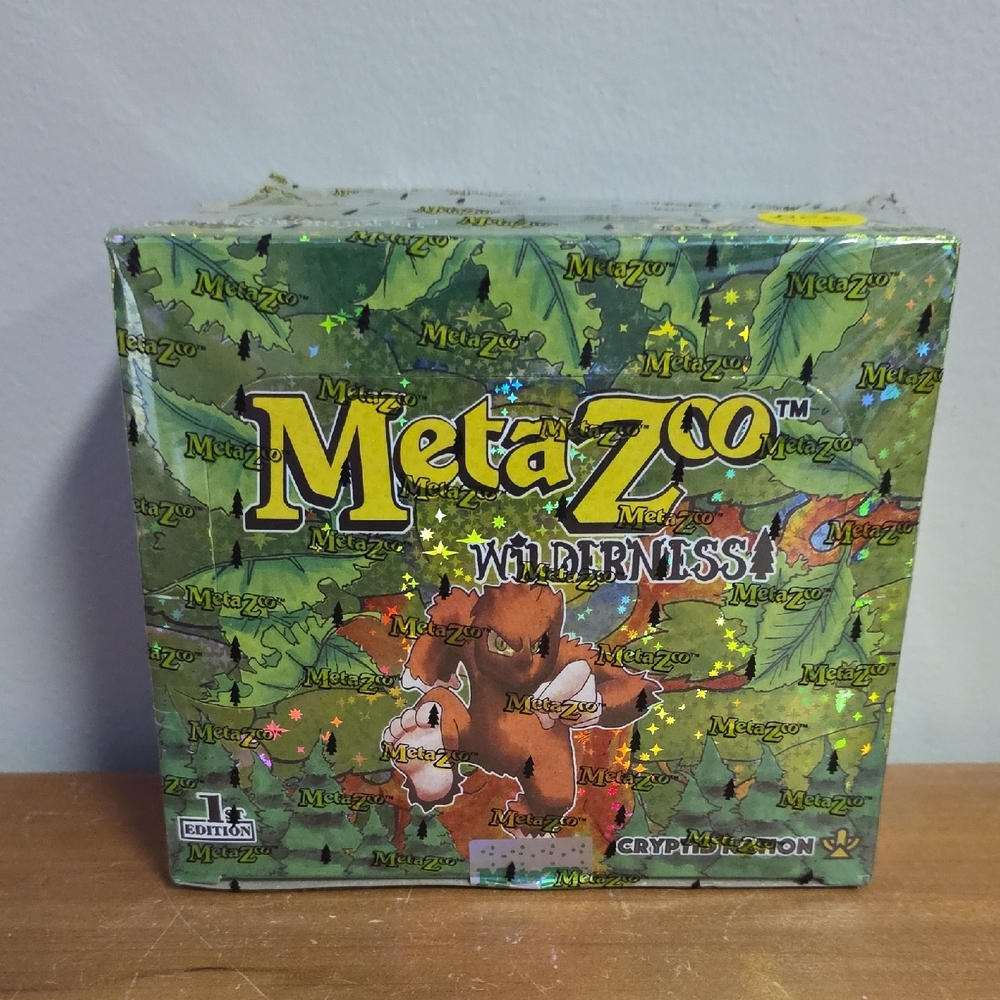 MetaZoo™
WILDERNESS
1st
EDITION
CRYPTID NATION